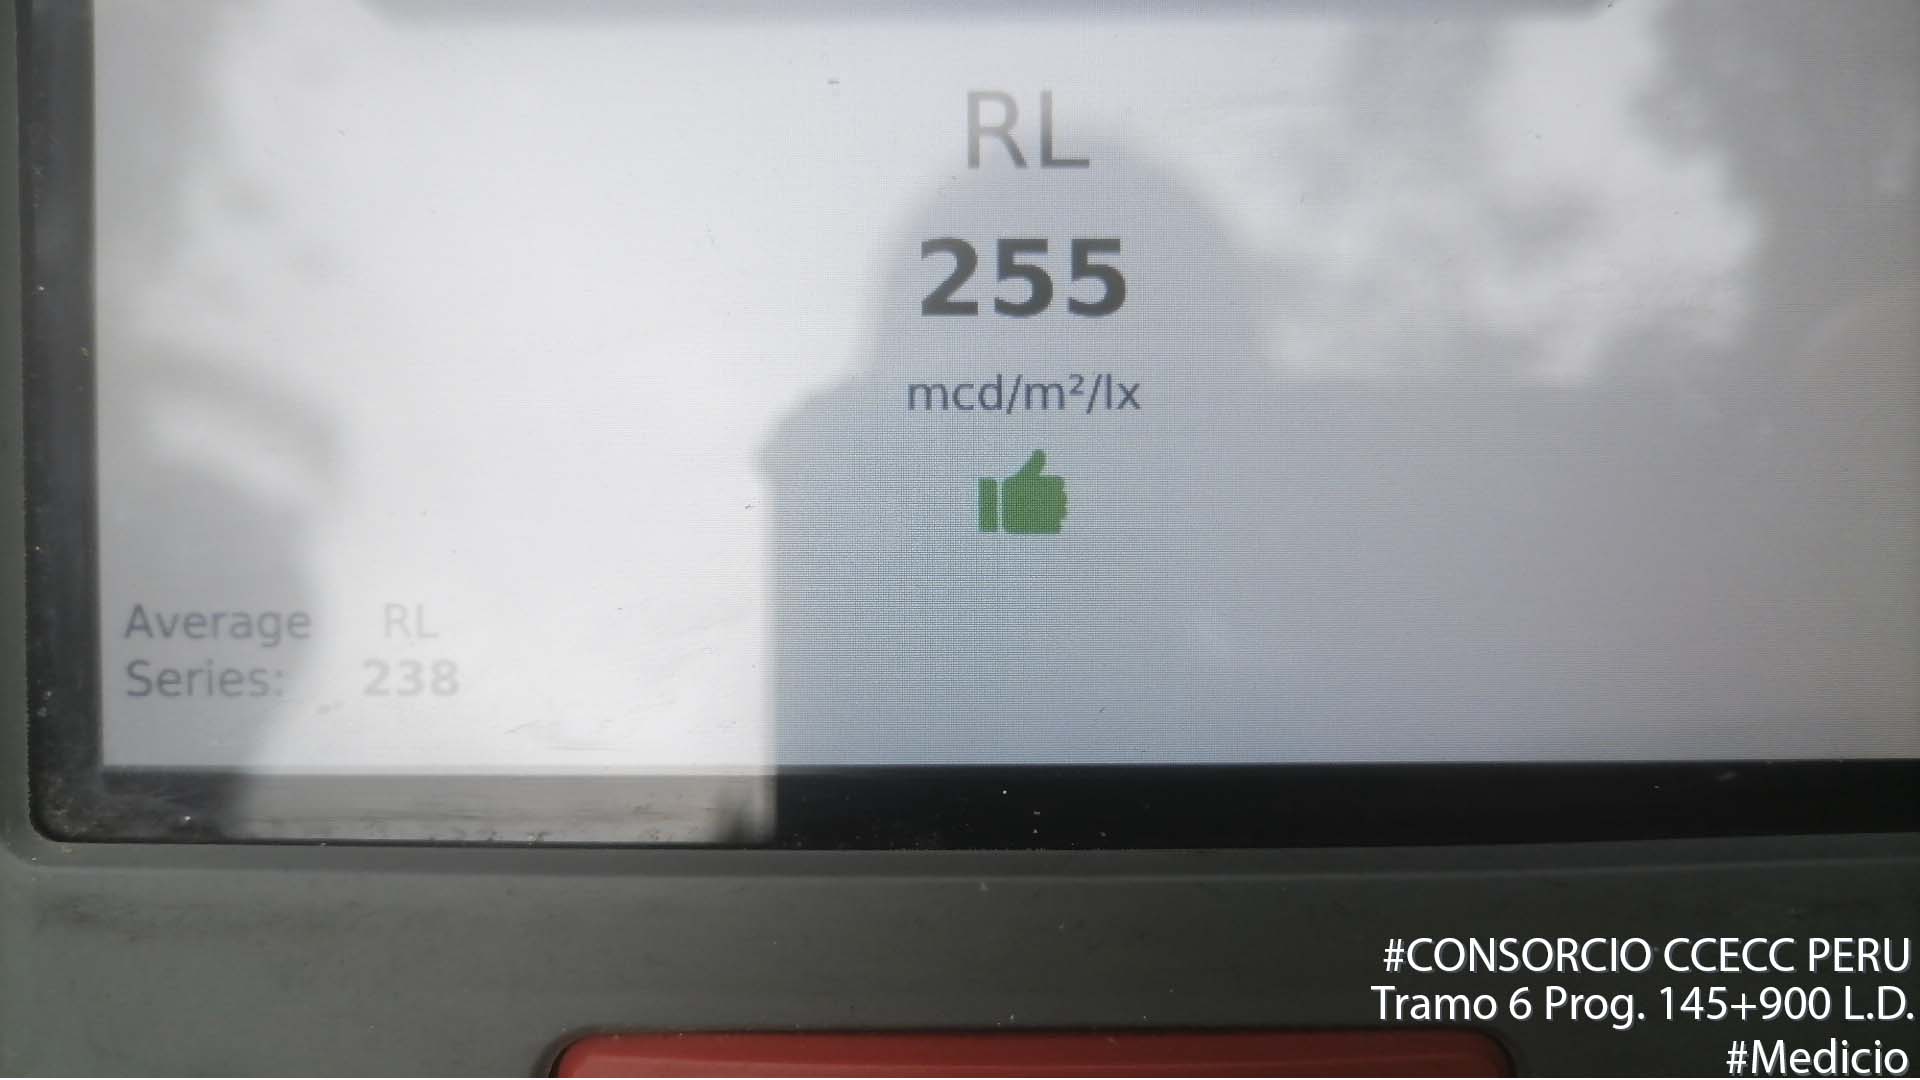 RL
255
mcd/m²/lx
Average RL
Series: 238
#CONSORCIO CCECC PERU
Tramo 6 Prog. 145+900 L.D.
#Medicio